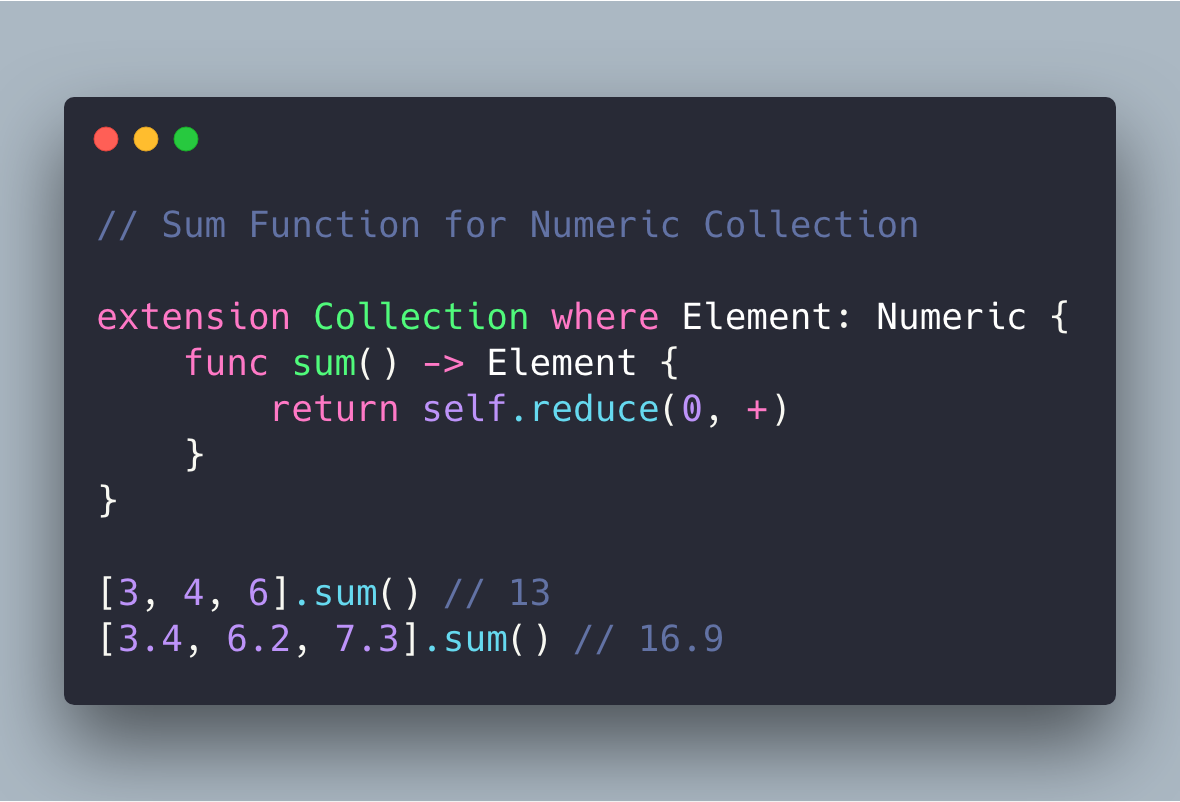 // Sum Function for Numeric Collection
extension Collection where Element: Numeric {
    func sum() -> Element {
        return self.reduce(0, +)
    }
}
[3, 4, 6].sum() // 13
[3.4, 6.2, 7.3].sum() // 16.9